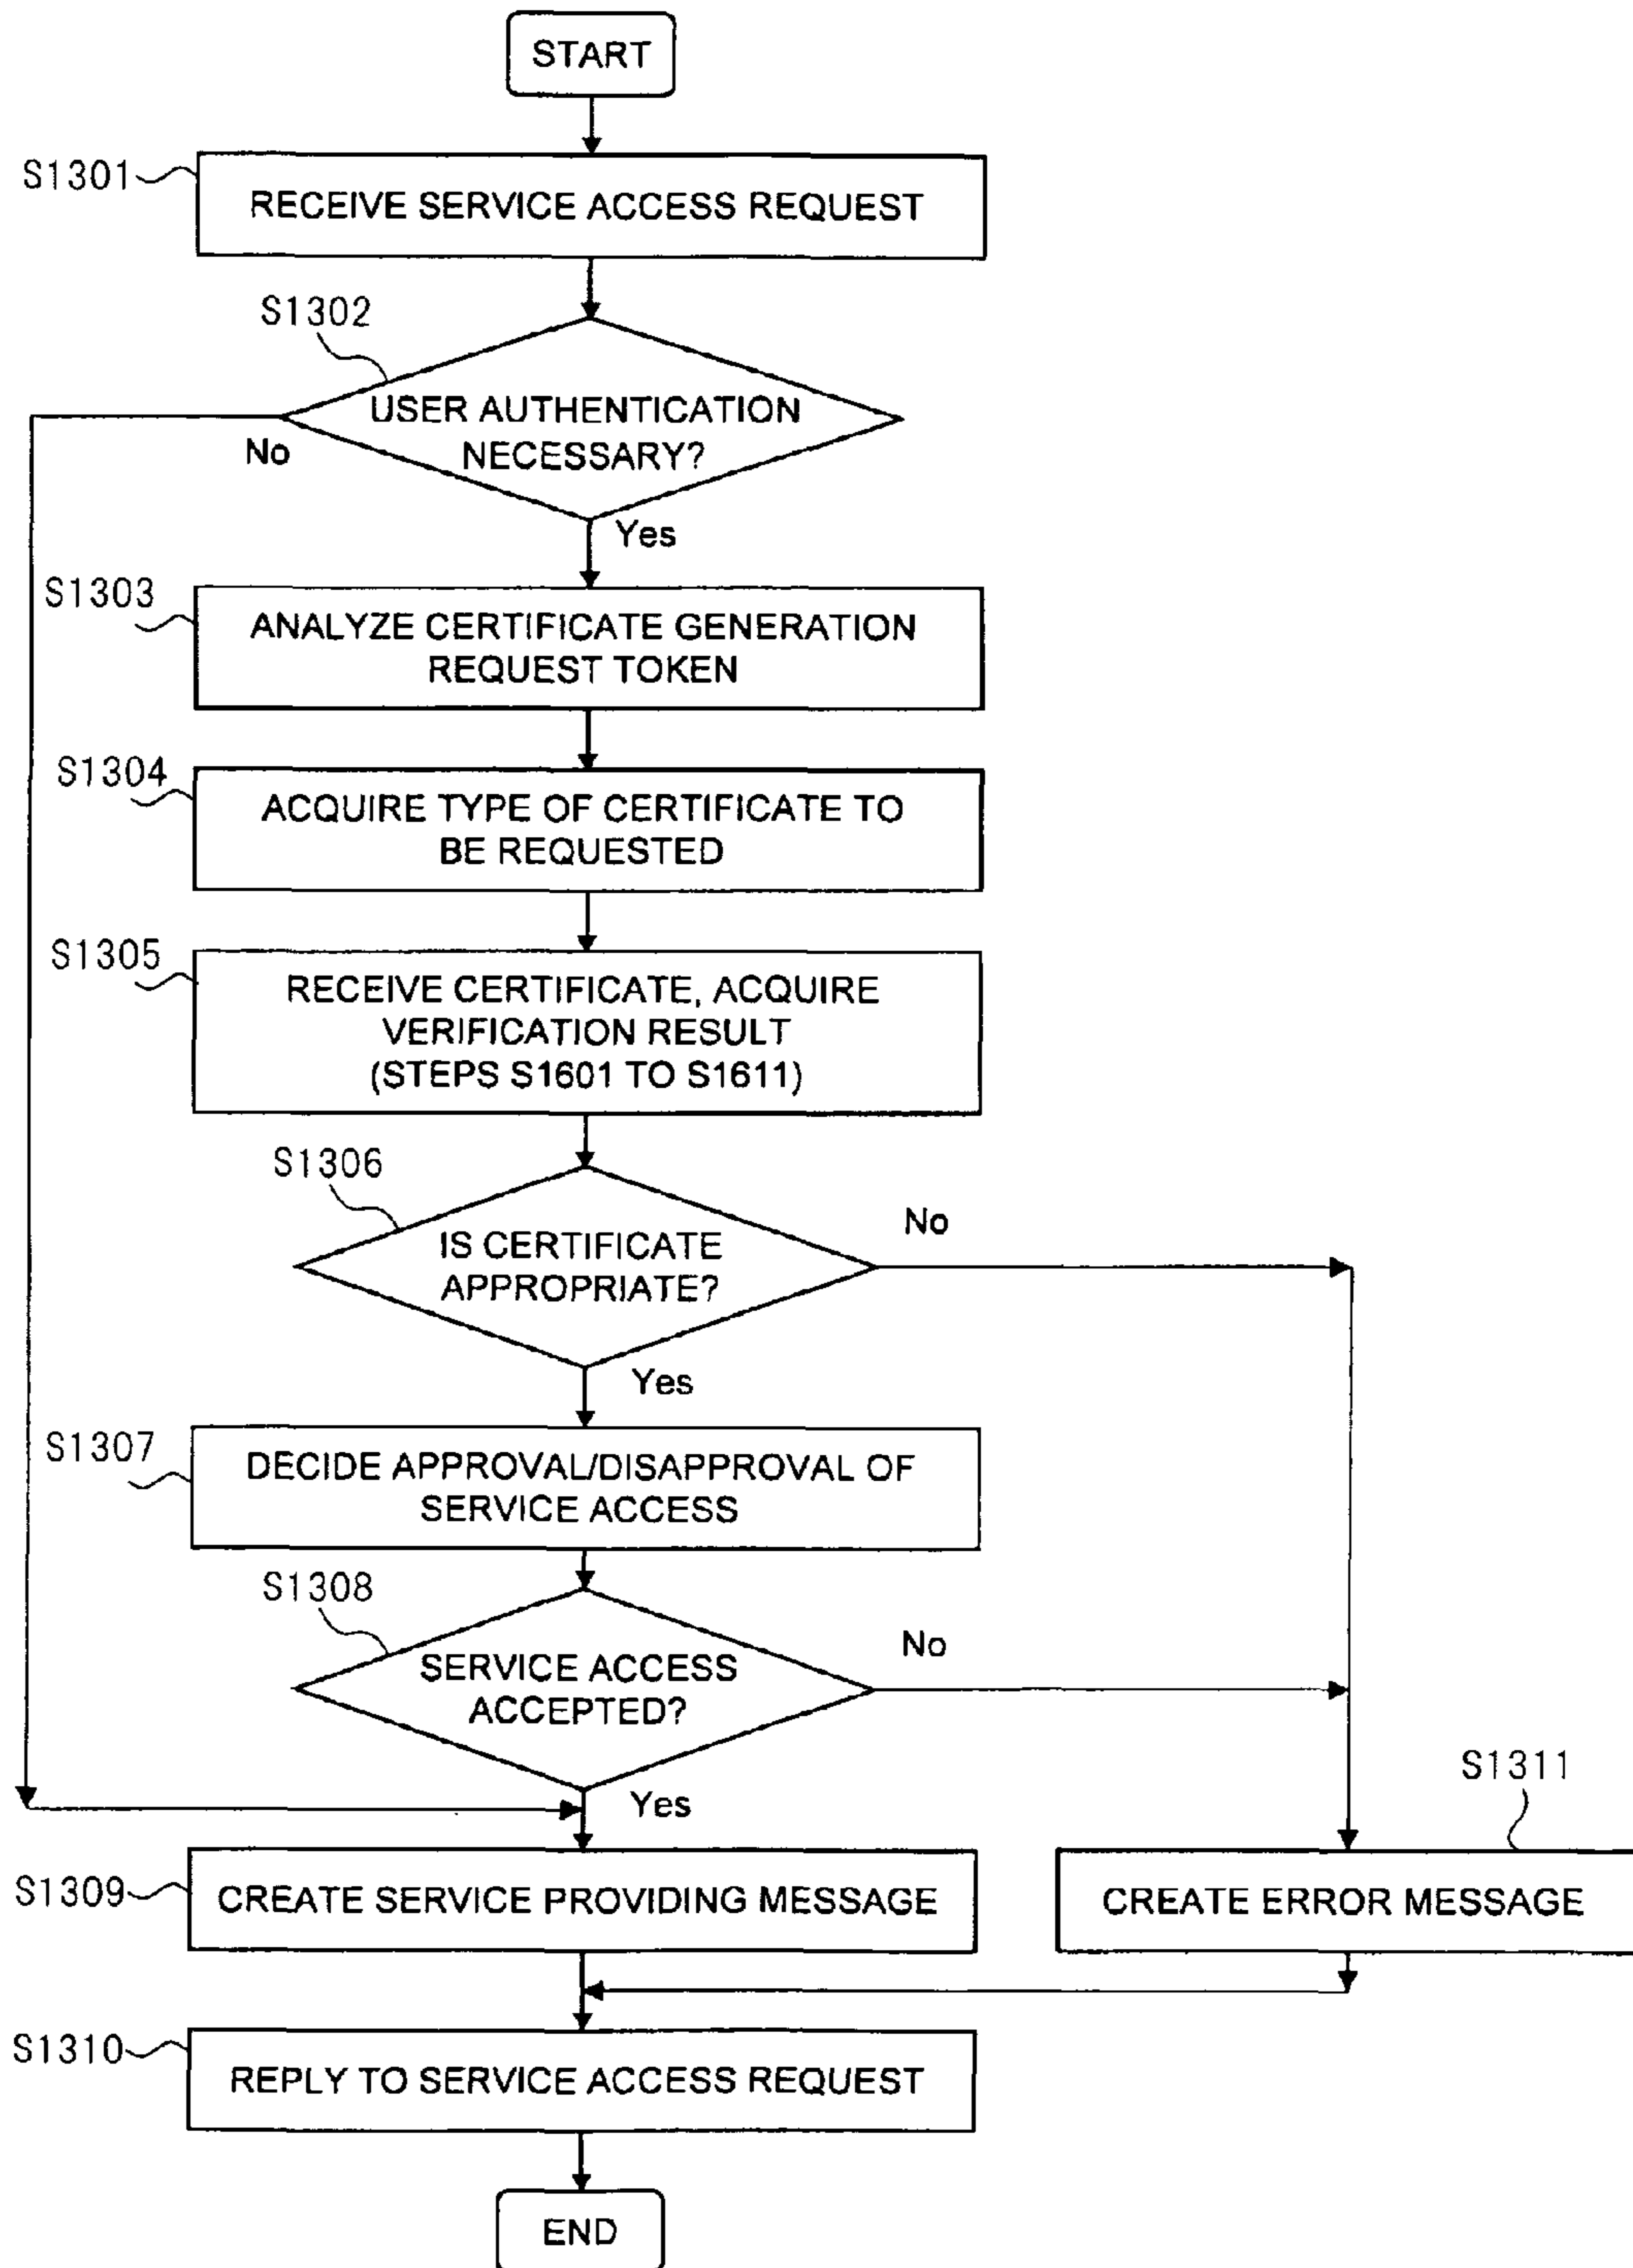 START
S1301
RECEIVE SERVICE ACCESS REQUEST
S1302
USER AUTHENTICATION
NECESSARY?
No
Yes
S1303
ANALYZE CERTIFICATE GENERATION
REQUEST TOKEN
S1304
ACQUIRE TYPE OF CERTIFICATE TO
BE REQUESTED
S1305
RECEIVE CERTIFICATE, ACQUIRE
VERIFICATION RESULT
(STEPS S1601 TO S1611)
S1306
IS CERTIFICATE
APPROPRIATE?
No
Yes
S1307
DECIDE APPROVAL/DISAPPROVAL OF
SERVICE ACCESS
S1308
SERVICE ACCESS
ACCEPTED?
No
Yes
S1309
CREATE SERVICE PROVIDING MESSAGE
S1311
CREATE ERROR MESSAGE
S1310
REPLY TO SERVICE ACCESS REQUEST
END